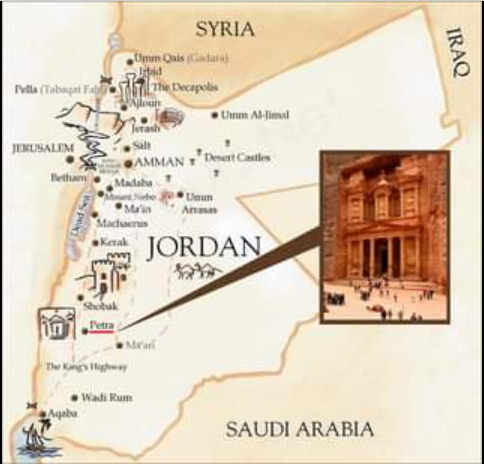 SYRIA
IRAQ
Umm Qais (Gadara)
Irbid
Pella (Tabaqat Fahl)
The Decapolis
Ajloun
Umm Al-Jimal
Jerash
Salt
JERUSALEM
AMMAN
Desert Castles
Bethany
Madaba
Mount Nebo
Umm
Arrasas
Ma'in
Dead Sea
Machaerus
Kerak
JORDAN
Shobak
Petra
Ma'an
The King's Highway
Wadi Rum
Aqaba
SAUDI ARABIA